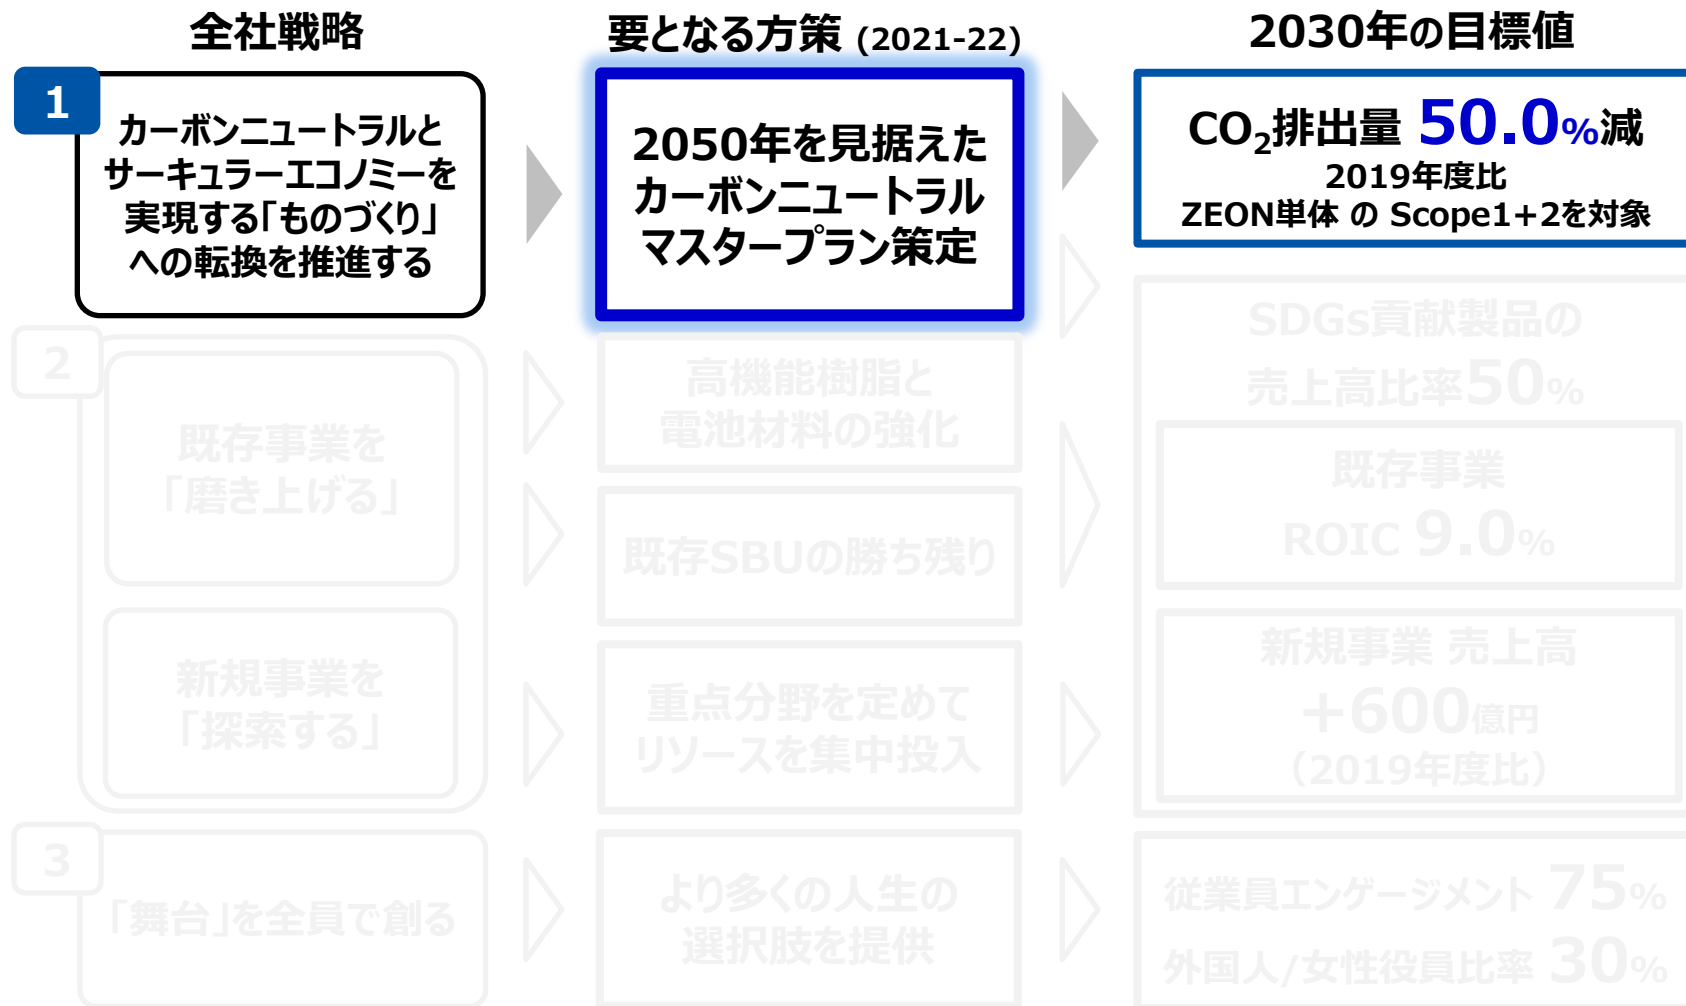 全社戦略
要となる方策 (2021-22)
2030年の目標値
1
カーボンニュートラルと
サーキュラーエコノミーを
実現する「ものづくり」
への転換を推進する
2050年を見据えた
カーボンニュートラル
マスタープラン策定
CO₂排出量 50.0%減
2019年度比
ZEON単体 の Scope1+2を対象
2
既存事業を
「磨き上げる」
新規事業を
「探索する」
高機能樹脂と
電池材料の強化
既存SBUの勝ち残り
重点分野を定めて
リソースを集中投入
SDGs貢献製品の
売上高比率50%
既存事業
ROIC 9.0%
新規事業 売上高
+600億円
（2019年度比）
3
「舞台」を全員で創る
より多くの人生の
選択肢を提供
従業員エンゲージメント 75%
外国人/女性役員比率 30%